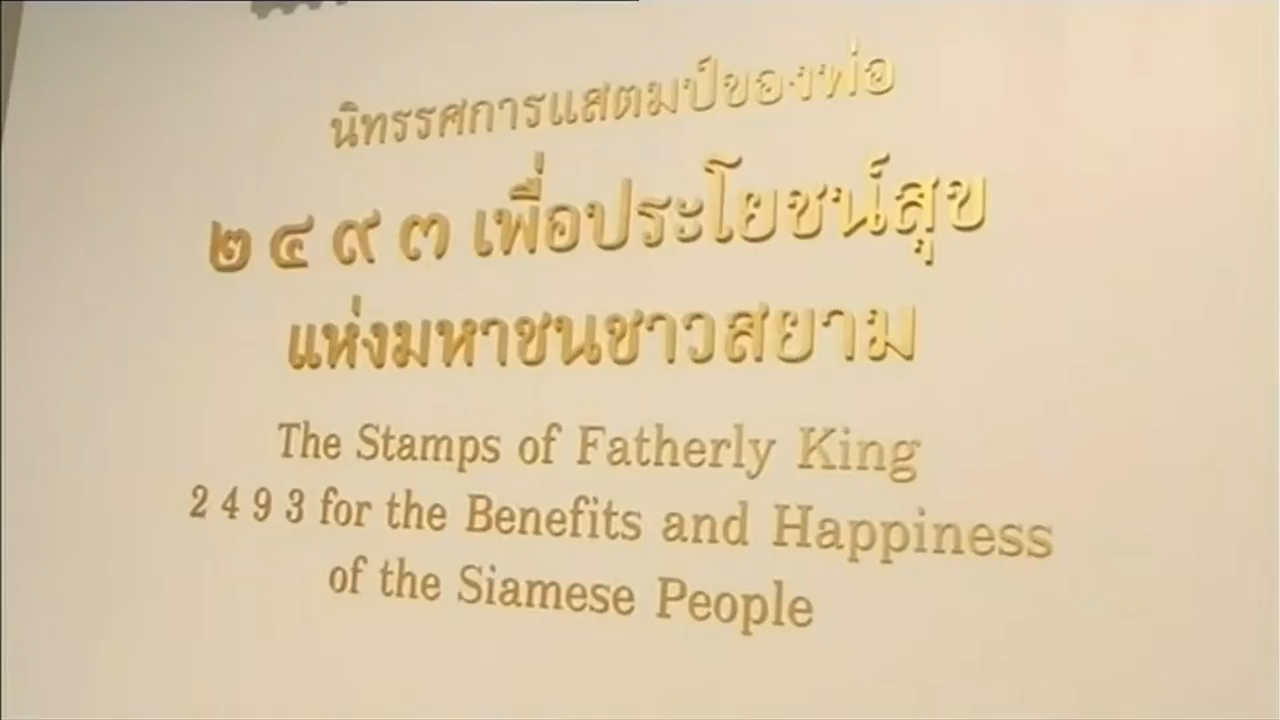 นิทรรศการแสตมป์ของพ่อ
๒ ๔ ๙ ๓ เพื่อประโยชน์สุข
แห่งมหาชนชาวสยาม
The Stamps of Fatherly King
2 4 9 3 for the Benefits and Happiness
of the Siamese People